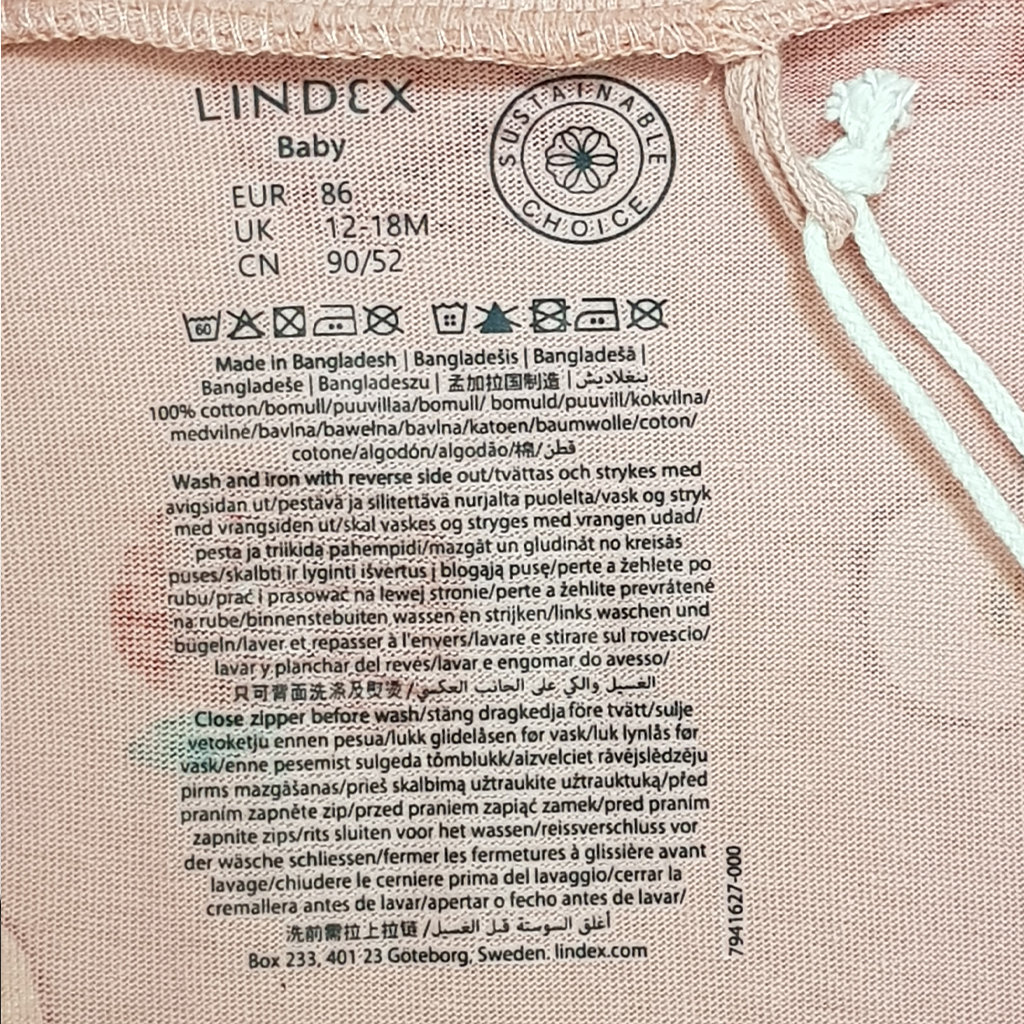 LINDEX
Baby
SUSTAINABLE CHOICE
EUR 86
UK 12-18M
CN 90/52
60
Made in Bangladesh | Bangladešis | Bangladešā |
Bangladeše | Bangladeszu | 孟加拉国制造 | بنغلاديش
100% cotton/bomull/puuvillaa/bomull/ bomuld/puuvill/kokvilna/
medvilnė/bavlna/bawełna/bavlna/katoen/baumwolle/coton/
cotone/algodón/algodão/棉/قطن
Wash and iron with reverse side out/tvättas och strykes med
avigsidan ut/pestävä ja silitettävä nurjalta puolelta/vask og stryk
med vrangsiden ut/skal vaskes og stryges med vrangen udad/
pesta ja triikida pahempidi/mazgāt un gludināt no kreisās
puses/skalbti ir lyginti išvertus į blogąją pusę/perte a žehlete po
rubu/prać i prasować na lewej stronie/perte a žehlite prevrátené
na rube/binnenstebuiten wassen en strijken/links waschen und
bügeln/laver et repasser à l'envers/lavare e stirare sul rovescio/
lavar y planchar del revés/lavar e engomar do avesso/
只可背面洗涤及熨烫/الغسيل والكي على الجانب العكسي
Close zipper before wash/stäng dragkedja före tvätt/sulje
vetoketju ennen pesua/lukk glidelåsen før vask/luk lynlås før
vask/enne pesemist sulgeda tõmblukk/aizvelciet rāvējslēdzēju
pirms mazgāšanas/prieš skalbimą užtraukite užtrauktuką/před
praním zapněte zip/przed praniem zapiąć zamek/pred praním
zapnite zips/rits sluiten voor het wassen/reissverschluss vor
der wäsche schliessen/fermer les fermetures à glissière avant
lavage/chiudere le cerniere prima del lavaggio/cerrar la
cremallera antes de lavar/apertar o fecho antes de lavar/
洗前需拉上拉链/أغلق السوستة قبل الغسيل
Box 233, 401 23 Göteborg, Sweden. lindex.com
7941627-000